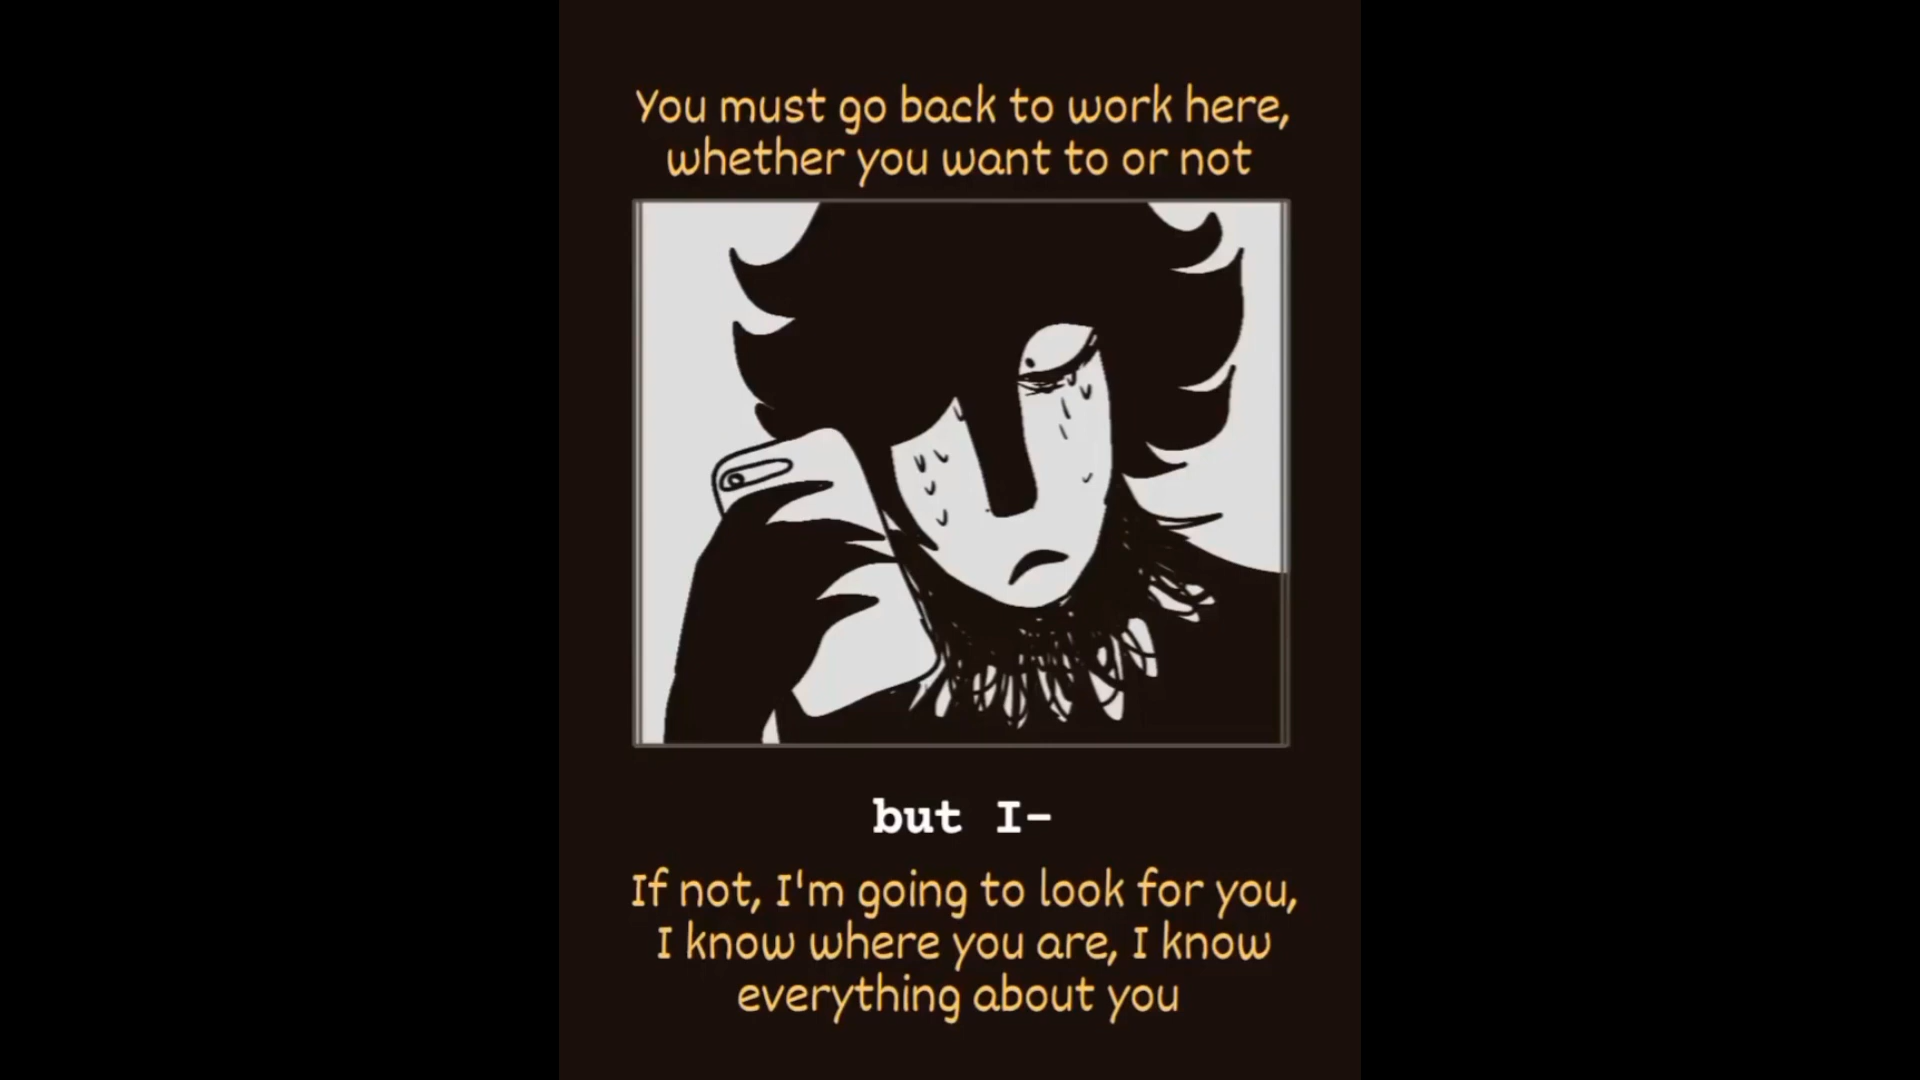 You must go back to work here,
whether you want to or not
but I-
If not, I'm going to look for you,
I know where you are, I know
everything about you